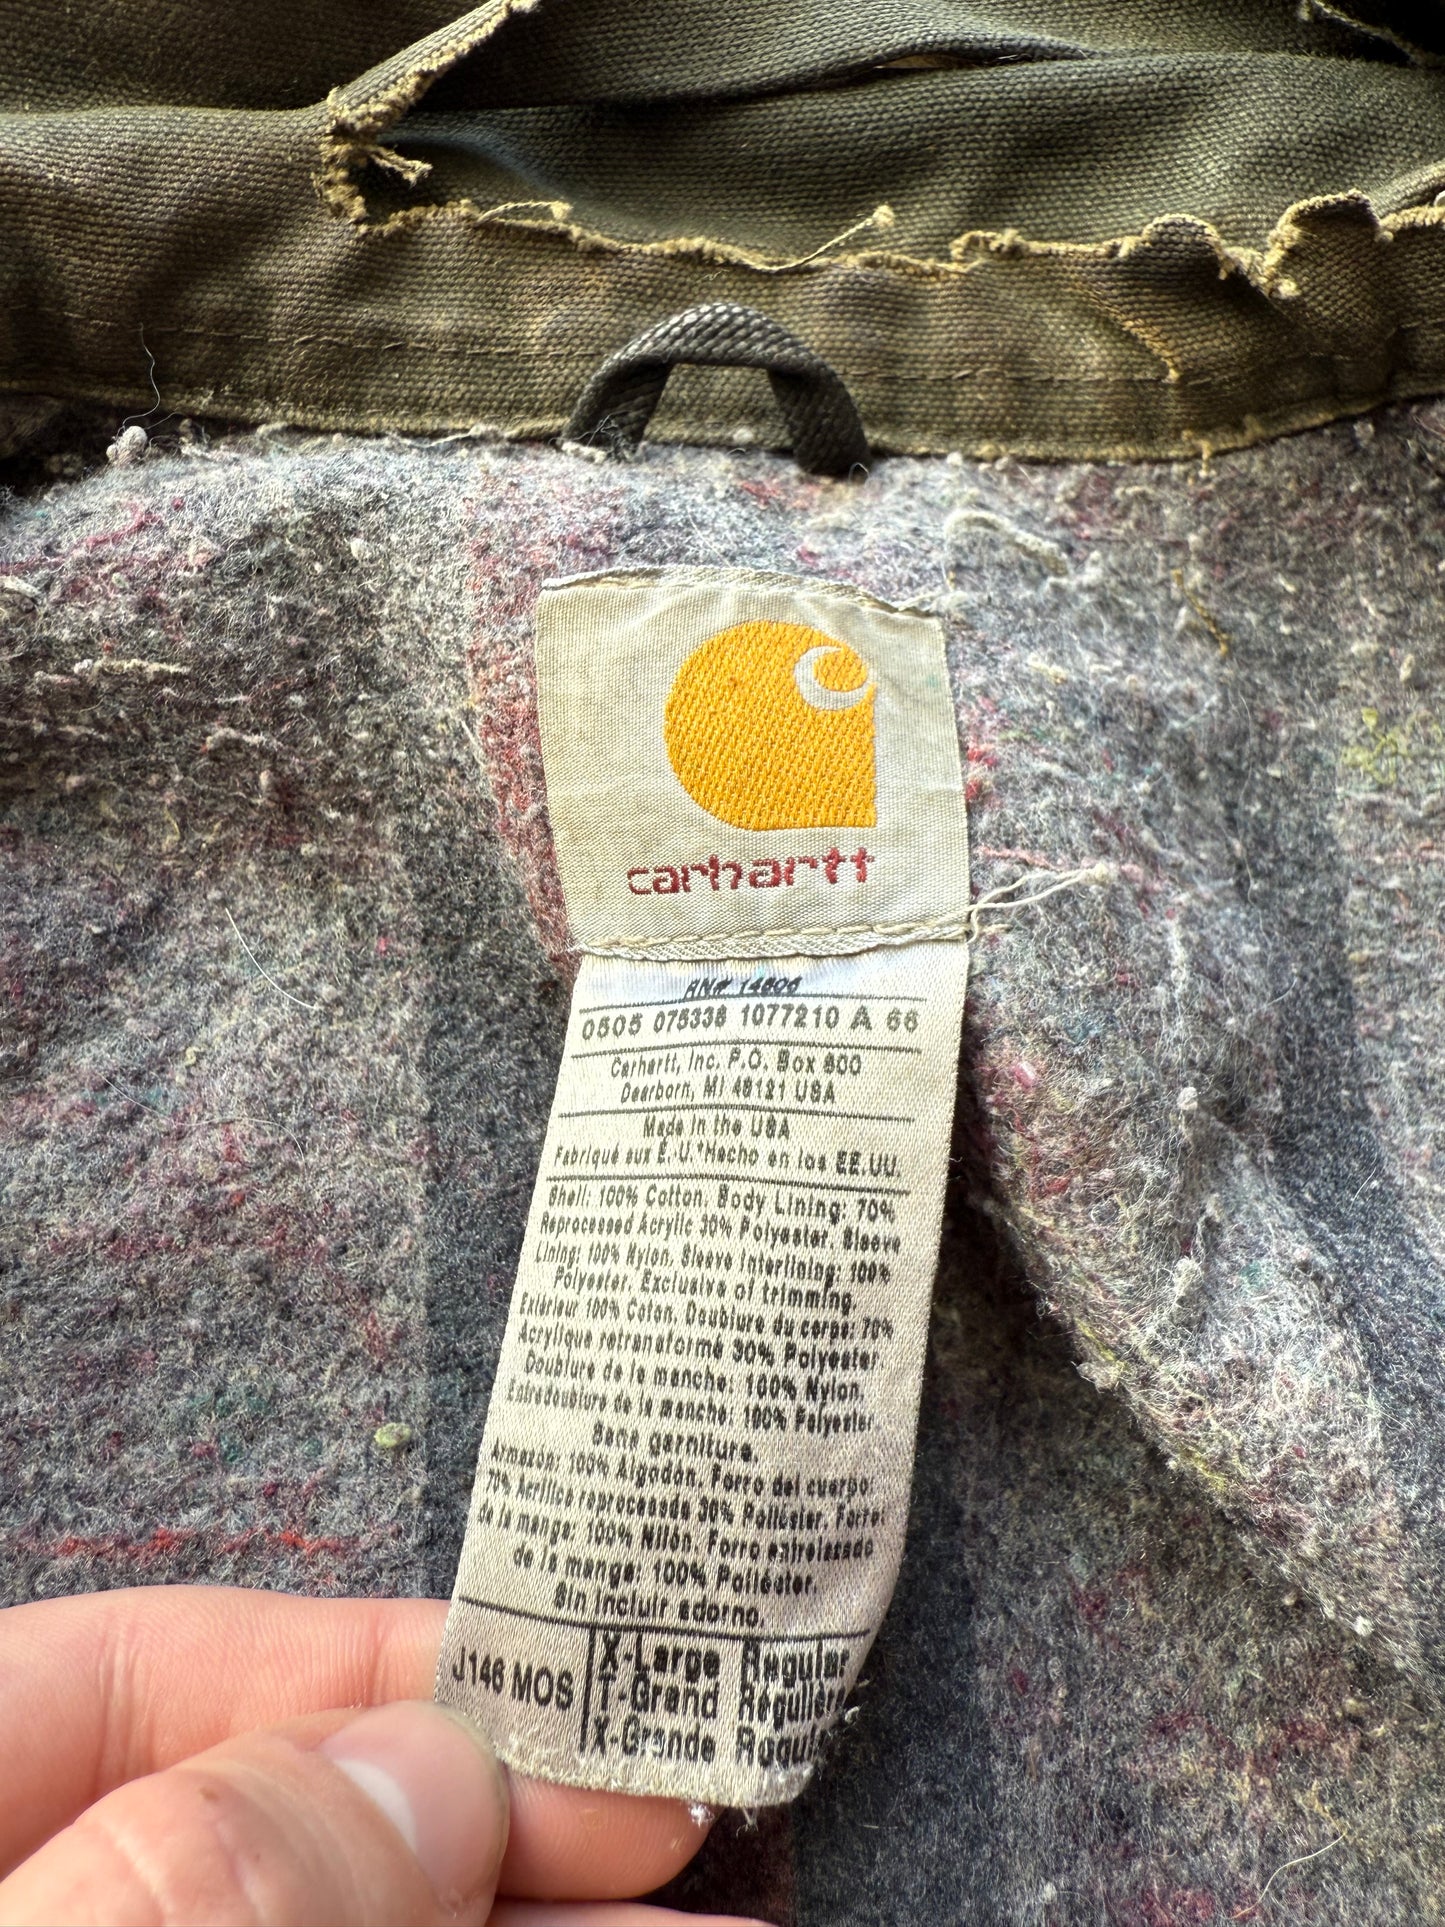 carhartt
RN# 14806
0505 075338 1077210 A 66
Carhartt, Inc. P.O. Box 600
Dearborn, MI 48121 USA
Made in the USA
Fabriqué aux É.-U.*Hecho en los EE.UU.
Shell: 100% Cotton. Body Lining: 70%
Reprocessed Acrylic 30% Polyester. Sleeve
Lining: 100% Nylon. Sleeve Interlining: 100%
Polyester. Exclusive of trimming.
Extérieur 100% Coton. Doublure du corps: 70%
Acrylique retransformé 30% Polyester.
Doublure de la manche: 100% Nylon.
Entredoublure de la manche: 100% Polyester
Sans garniture.
Armazon: 100% Algodón. Forro del cuerpo:
70% Acrílico reprocesado 30% Poliéster. Forro:
de la manga: 100% Nilón. Forro entrelazado
de la manga: 100% Poliéster.
Sin incluir adorno.
J146 MOS X-Large Regular
T-Grand Régulière
X-Grande Regul